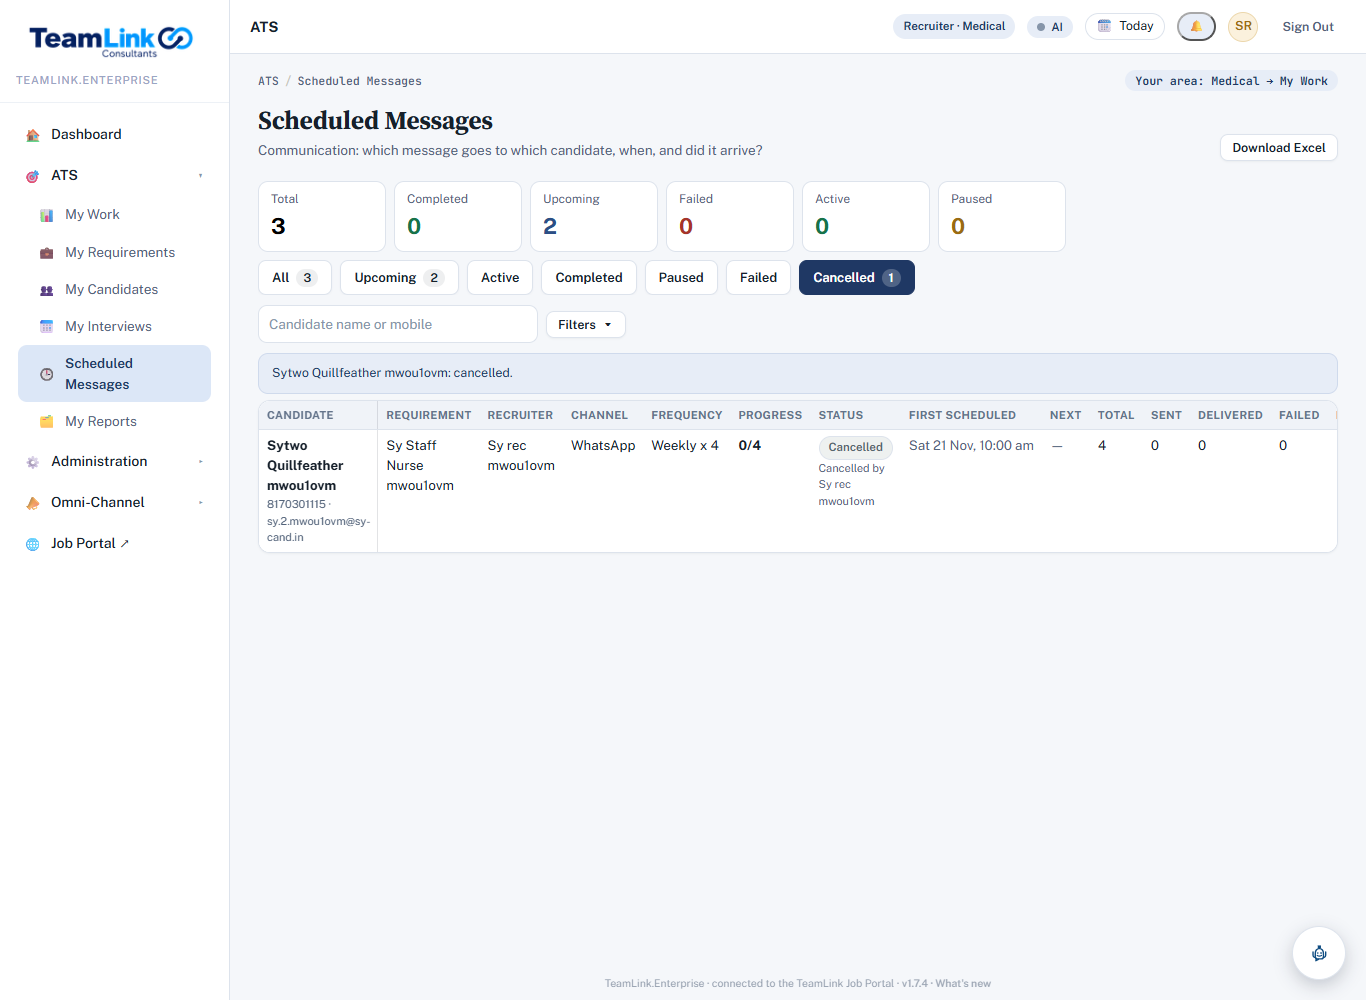 TeamLink
Consultants
TEAMLINK.ENTERPRISE
Dashboard
ATS
My Work
My Requirements
My Candidates
My Interviews
Scheduled
Messages
My Reports
Administration
Omni-Channel
Job Portal ↗
ATS
Recruiter · Medical
AI
Today
SR
Sign Out
ATS / Scheduled Messages
Your area: Medical → My Work
Scheduled Messages
Communication: which message goes to which candidate, when, and did it arrive?
Download Excel
Total
3
Completed
0
Upcoming
2
Failed
0
Active
0
Paused
0
All 3
Upcoming 2
Active
Completed
Paused
Failed
Cancelled 1
Candidate name or mobile
Filters
Sytwo Quillfeather mwou1ovm: cancelled.
CANDIDATE REQUIREMENT RECRUITER CHANNEL FREQUENCY PROGRESS STATUS FIRST SCHEDULED NEXT TOTAL SENT DELIVERED FAILED
Sytwo
Quillfeather
mwou1ovm
8170301115 ·
sy.2.mwou1ovm@sy-
cand.in
Sy Staff
Nurse
mwou1ovm
Sy rec
mwou1ovm
WhatsApp
Weekly x 4
0/4
Cancelled
Cancelled by
Sy rec
mwou1ovm
Sat 21 Nov, 10:00 am
—
4
0
0
0
TeamLink.Enterprise · connected to the TeamLink Job Portal · v1.7.4 · What's new